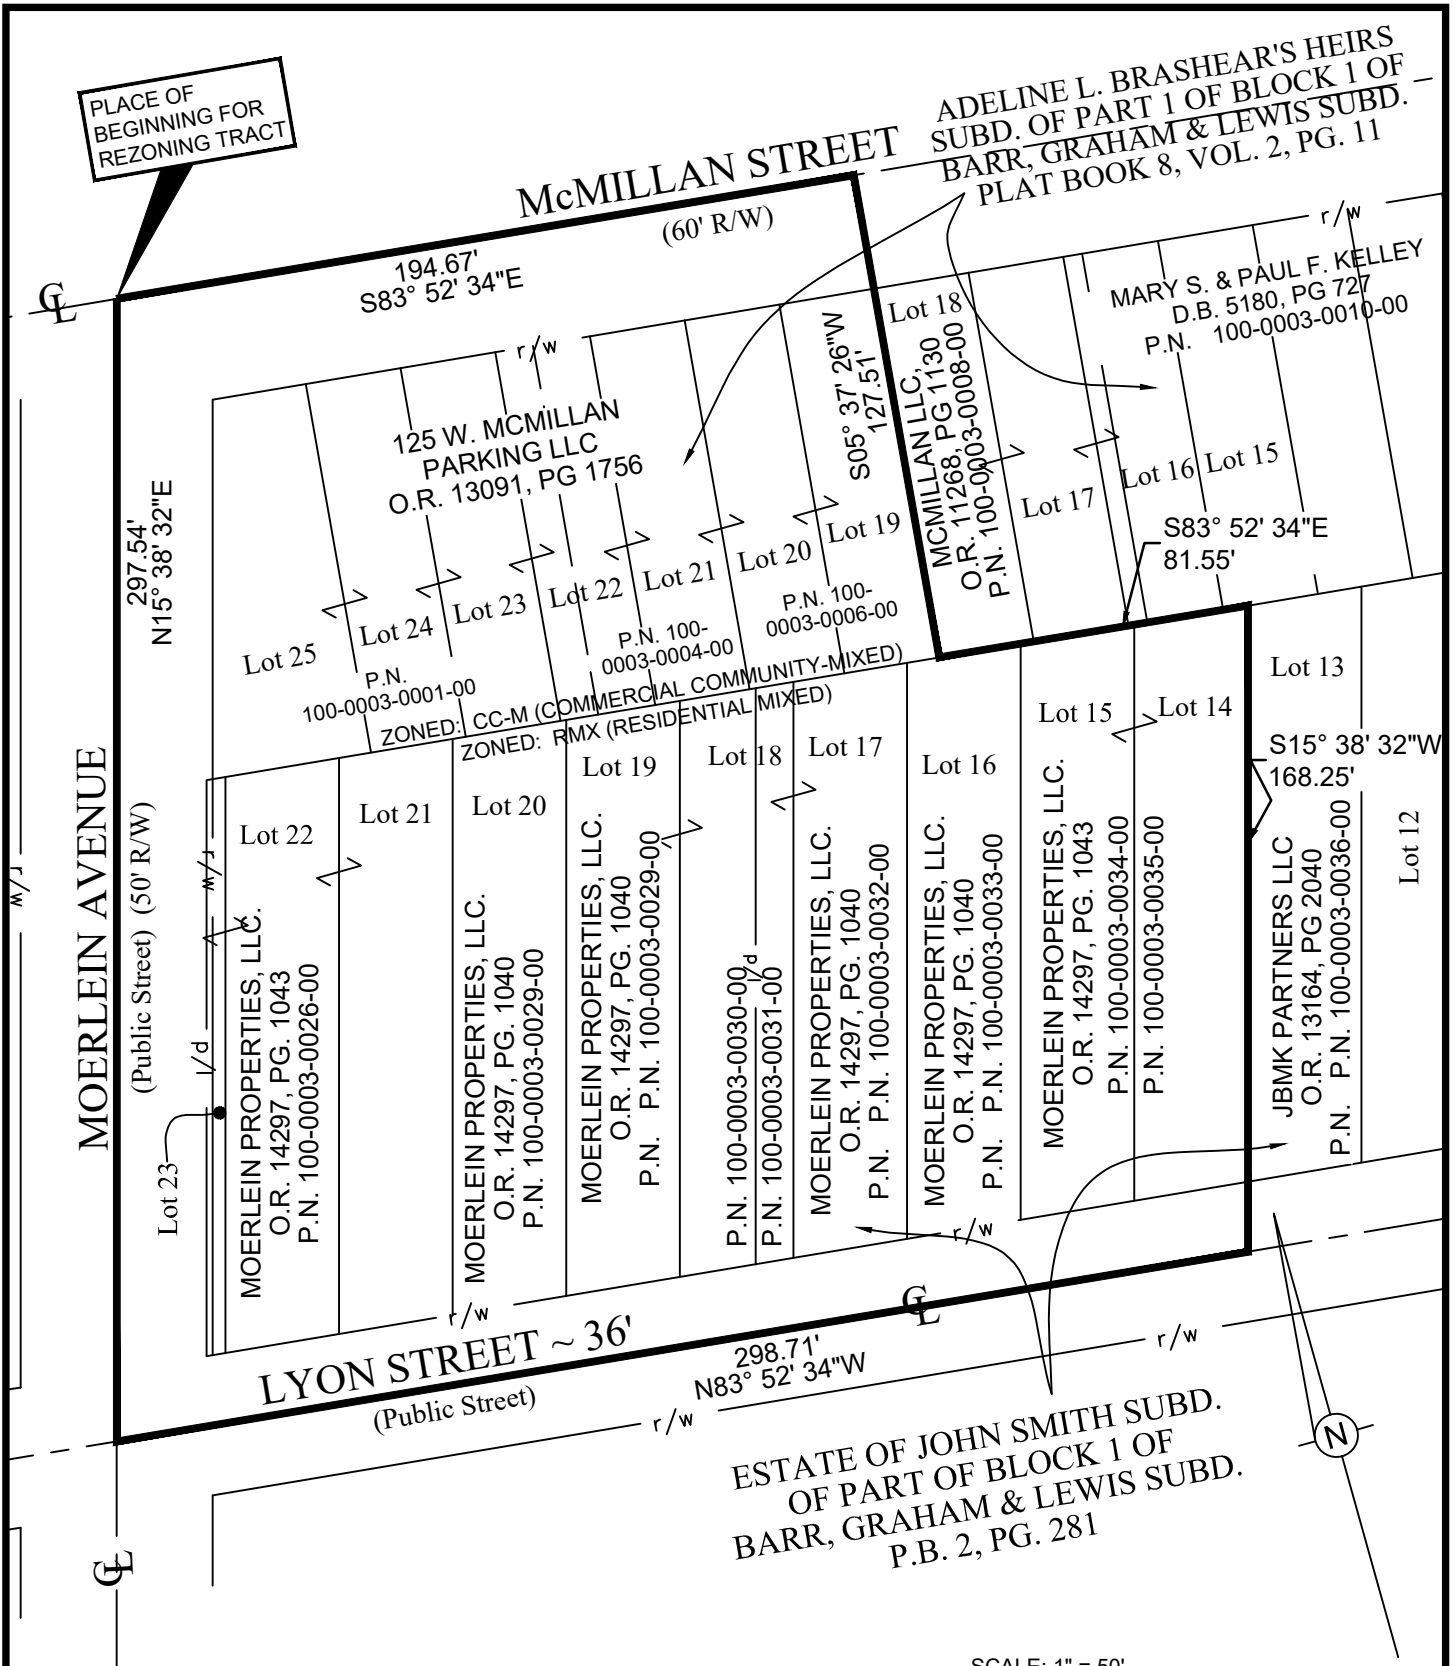 PLACE OF
BEGINNING FOR
REZONING TRACT
ADELINE L. BRASHEAR'S HEIRS
SUBD. OF PART 1 OF BLOCK 1 OF
BARR, GRAHAM & LEWIS SUBD.
PLAT BOOK 8, VOL. 2, PG. 11
McMILLAN STREET
(60' R/W)
194.67'
S83° 52' 34"E
CL
r/w
r/w
MARY S. & PAUL F. KELLEY
D.B. 5180, PG 727
P.N. 100-0003-0010-00
125 W. MCMILLAN
PARKING LLC
O.R. 13091, PG 1756
S05° 37' 26"W
127.51'
Lot 18
MCMILLAN LLC,
O.R. 11268, PG 1130
P.N. 100-0003-0008-00
Lot 17
Lot 16
Lot 15
S83° 52' 34"E
81.55'
297.54'
N15° 38' 32"E
Lot 25
Lot 24
Lot 23
Lot 22
Lot 21
Lot 20
Lot 19
P.N.
100-0003-0001-00
P.N. 100-
0003-0004-00
P.N. 100-
0003-0006-00
ZONED: CC-M (COMMERCIAL COMMUNITY-MIXED)
ZONED: RMX (RESIDENTIAL MIXED)
Lot 22
Lot 21
Lot 20
Lot 19
Lot 18
Lot 17
Lot 16
Lot 15
Lot 14
Lot 13
Lot 12
S15° 38' 32"W
168.25'
MOERLEIN AVENUE
(Public Street) (50' R/W)
r/w
r/w
l/d
Lot 23
MOERLEIN PROPERTIES, LLC.
O.R. 14297, PG. 1043
P.N. 100-0003-0026-00
MOERLEIN PROPERTIES, LLC.
O.R. 14297, PG. 1040
P.N. 100-0003-0029-00
MOERLEIN PROPERTIES, LLC.
O.R. 14297, PG. 1040
P.N. P.N. 100-0003-0029-00
P.N. 100-0003-0030-00
l/d
P.N. 100-0003-0031-00
MOERLEIN PROPERTIES, LLC.
O.R. 14297, PG. 1040
P.N. P.N. 100-0003-0032-00
MOERLEIN PROPERTIES, LLC.
O.R. 14297, PG. 1040
P.N. P.N. 100-0003-0033-00
MOERLEIN PROPERTIES, LLC.
O.R. 14297, PG. 1043
P.N. 100-0003-0034-00
P.N. 100-0003-0035-00
JBMK PARTNERS LLC
O.R. 13164, PG 2040
P.N. P.N. 100-0003-0036-00
r/w
r/w
CL
LYON STREET ~ 36'
(Public Street)
298.71'
N83° 52' 34"W
r/w
r/w
ESTATE OF JOHN SMITH SUBD.
OF PART OF BLOCK 1 OF
BARR, GRAHAM & LEWIS SUBD.
P.B. 2, PG. 281
N
CL
SCALE: 1" = 50'